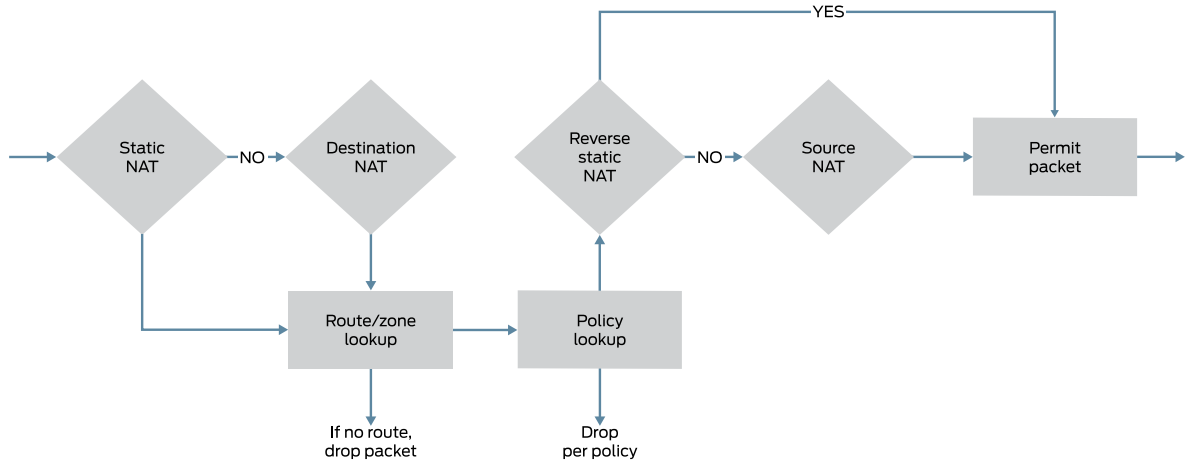 YES
Static
NAT
NO
Destination
NAT
Reverse
static
NAT
NO
Source
NAT
Permit
packet
Route/zone
lookup
Policy
lookup
If no route,
drop packet
Drop
per policy